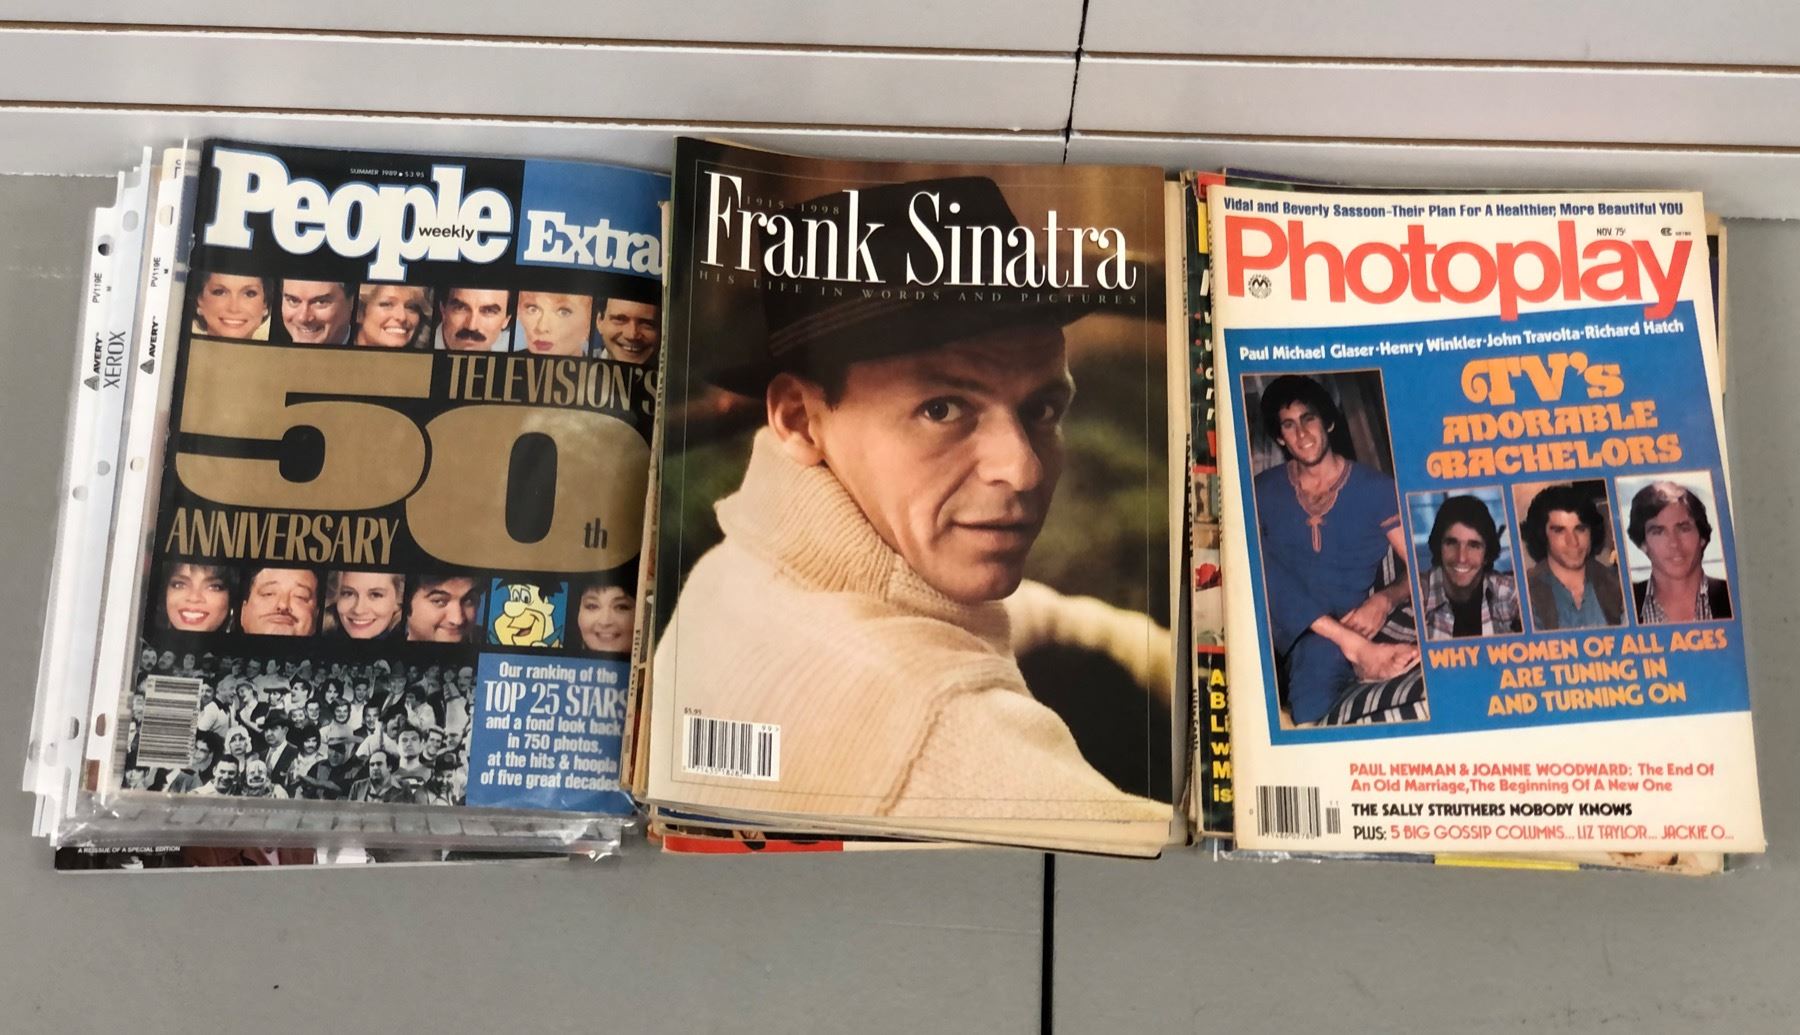 People
weekly
SUMMER 1989 • $3.95
Extra
TELEVISION'S
50th
ANNIVERSARY
Our ranking of the
TOP 25 STARS
and a fond look back
in 750 photos,
at the hits & hoopla
of five great decades
A REISSUE OF A SPECIAL EDITION
AVERY
PV119E
M
XEROX
AVERY
PV119E
M
1915-1998
Frank Sinatra
HIS LIFE IN WORDS AND PICTURES
$5.95
Vidal and Beverly Sassoon-Their Plan For A Healthier, More Beautiful YOU
NOV. 75¢
Photoplay
Paul Michael Glaser·Henry Winkler·John Travolta·Richard Hatch
TV's
ADORABLE
BACHELORS
WHY WOMEN OF ALL AGES
ARE TUNING IN
AND TURNING ON
PAUL NEWMAN & JOANNE WOODWARD: The End Of
An Old Marriage, The Beginning Of A New One
THE SALLY STRUTHERS NOBODY KNOWS
PLUS: 5 BIG GOSSIP COLUMNS... LIZ TAYLOR... JACKIE O...